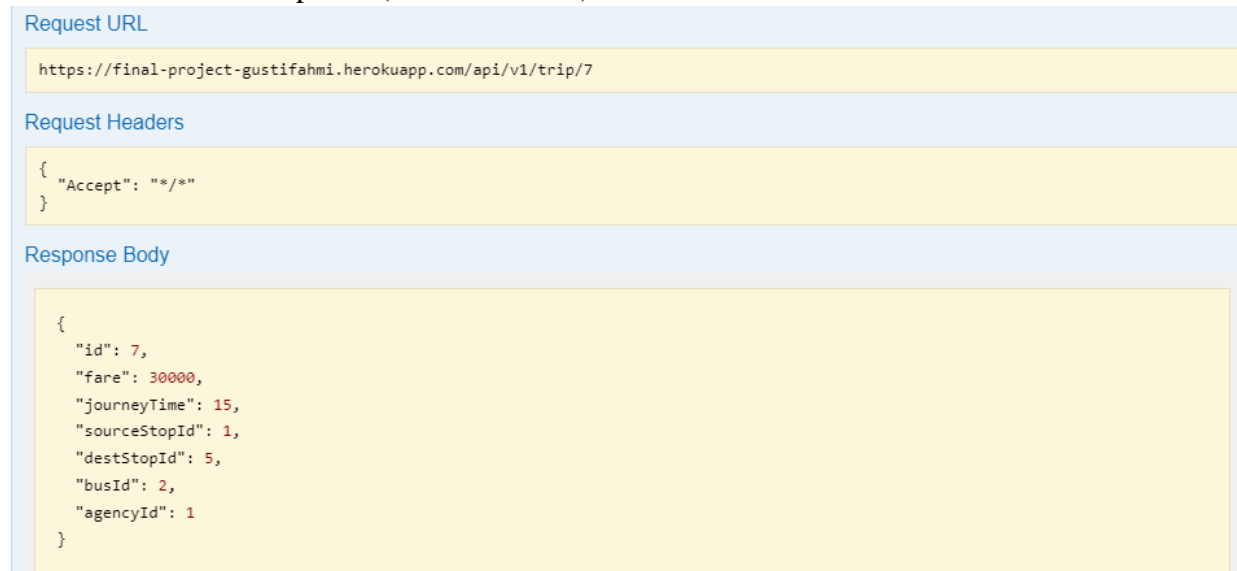 Request URL
https://final-project-gustifahmi.herokuapp.com/api/v1/trip/7
Request Headers
{
  "Accept": "*/*"
}
Response Body
{
  "id": 7,
  "fare": 30000,
  "journeyTime": 15,
  "sourceStopId": 1,
  "destStopId": 5,
  "busId": 2,
  "agencyId": 1
}